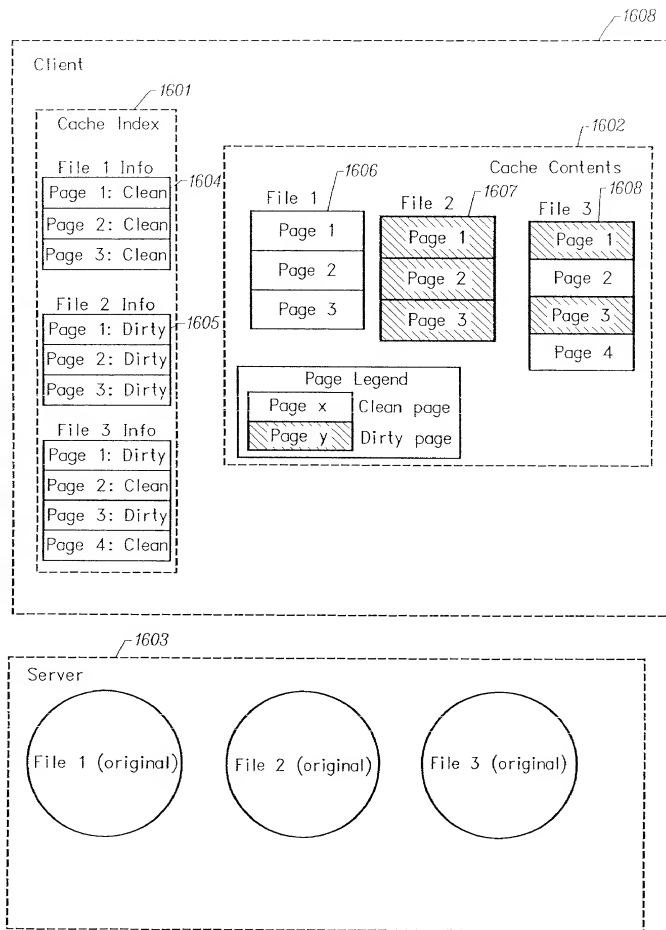 1608
Client
1601
Cache Index
File 1 Info
Page 1: Clean
1604
Page 2: Clean
Page 3: Clean
File 2 Info
Page 1: Dirty
1605
Page 2: Dirty
Page 3: Dirty
File 3 Info
Page 1: Dirty
Page 2: Clean
Page 3: Dirty
Page 4: Clean
1602
Cache Contents
1606
File 1
Page 1
Page 2
Page 3
1607
File 2
Page 1
Page 2
Page 3
1608
File 3
Page 1
Page 2
Page 3
Page 4
Page Legend
Page x Clean page
Page y Dirty page
1603
Server
File 1 (original)
File 2 (original)
File 3 (original)